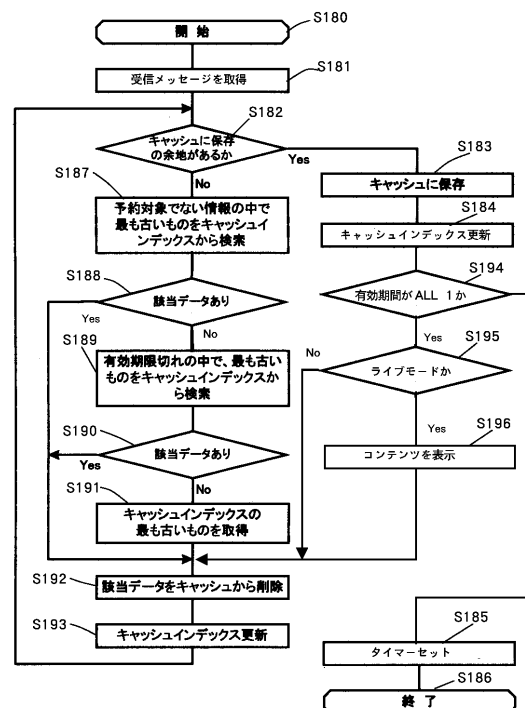 開 始
S180
受信メッセージを取得
S181
S182
キャッシュに保存
の余地があるか
Yes
No
S183
キャッシュに保存
S187
予約対象でない情報の中で
最も古いものをキャッシュイ
ンデックスから検索
S184
キャッシュインデックス更新
S188
該当データあり
Yes
No
S194
有効期間がALL 1か
Yes
S189
有効期限切れの中で、最も古い
ものをキャッシュインデックスか
ら検索
S195
ライブモードか
No
Yes
S190
該当データあり
Yes
No
S196
コンテンツを表示
S191
キャッシュインデックスの
最も古いものを取得
S192
該当データをキャッシュから削除
S193
キャッシュインデックス更新
S185
タイマーセット
S186
終 了